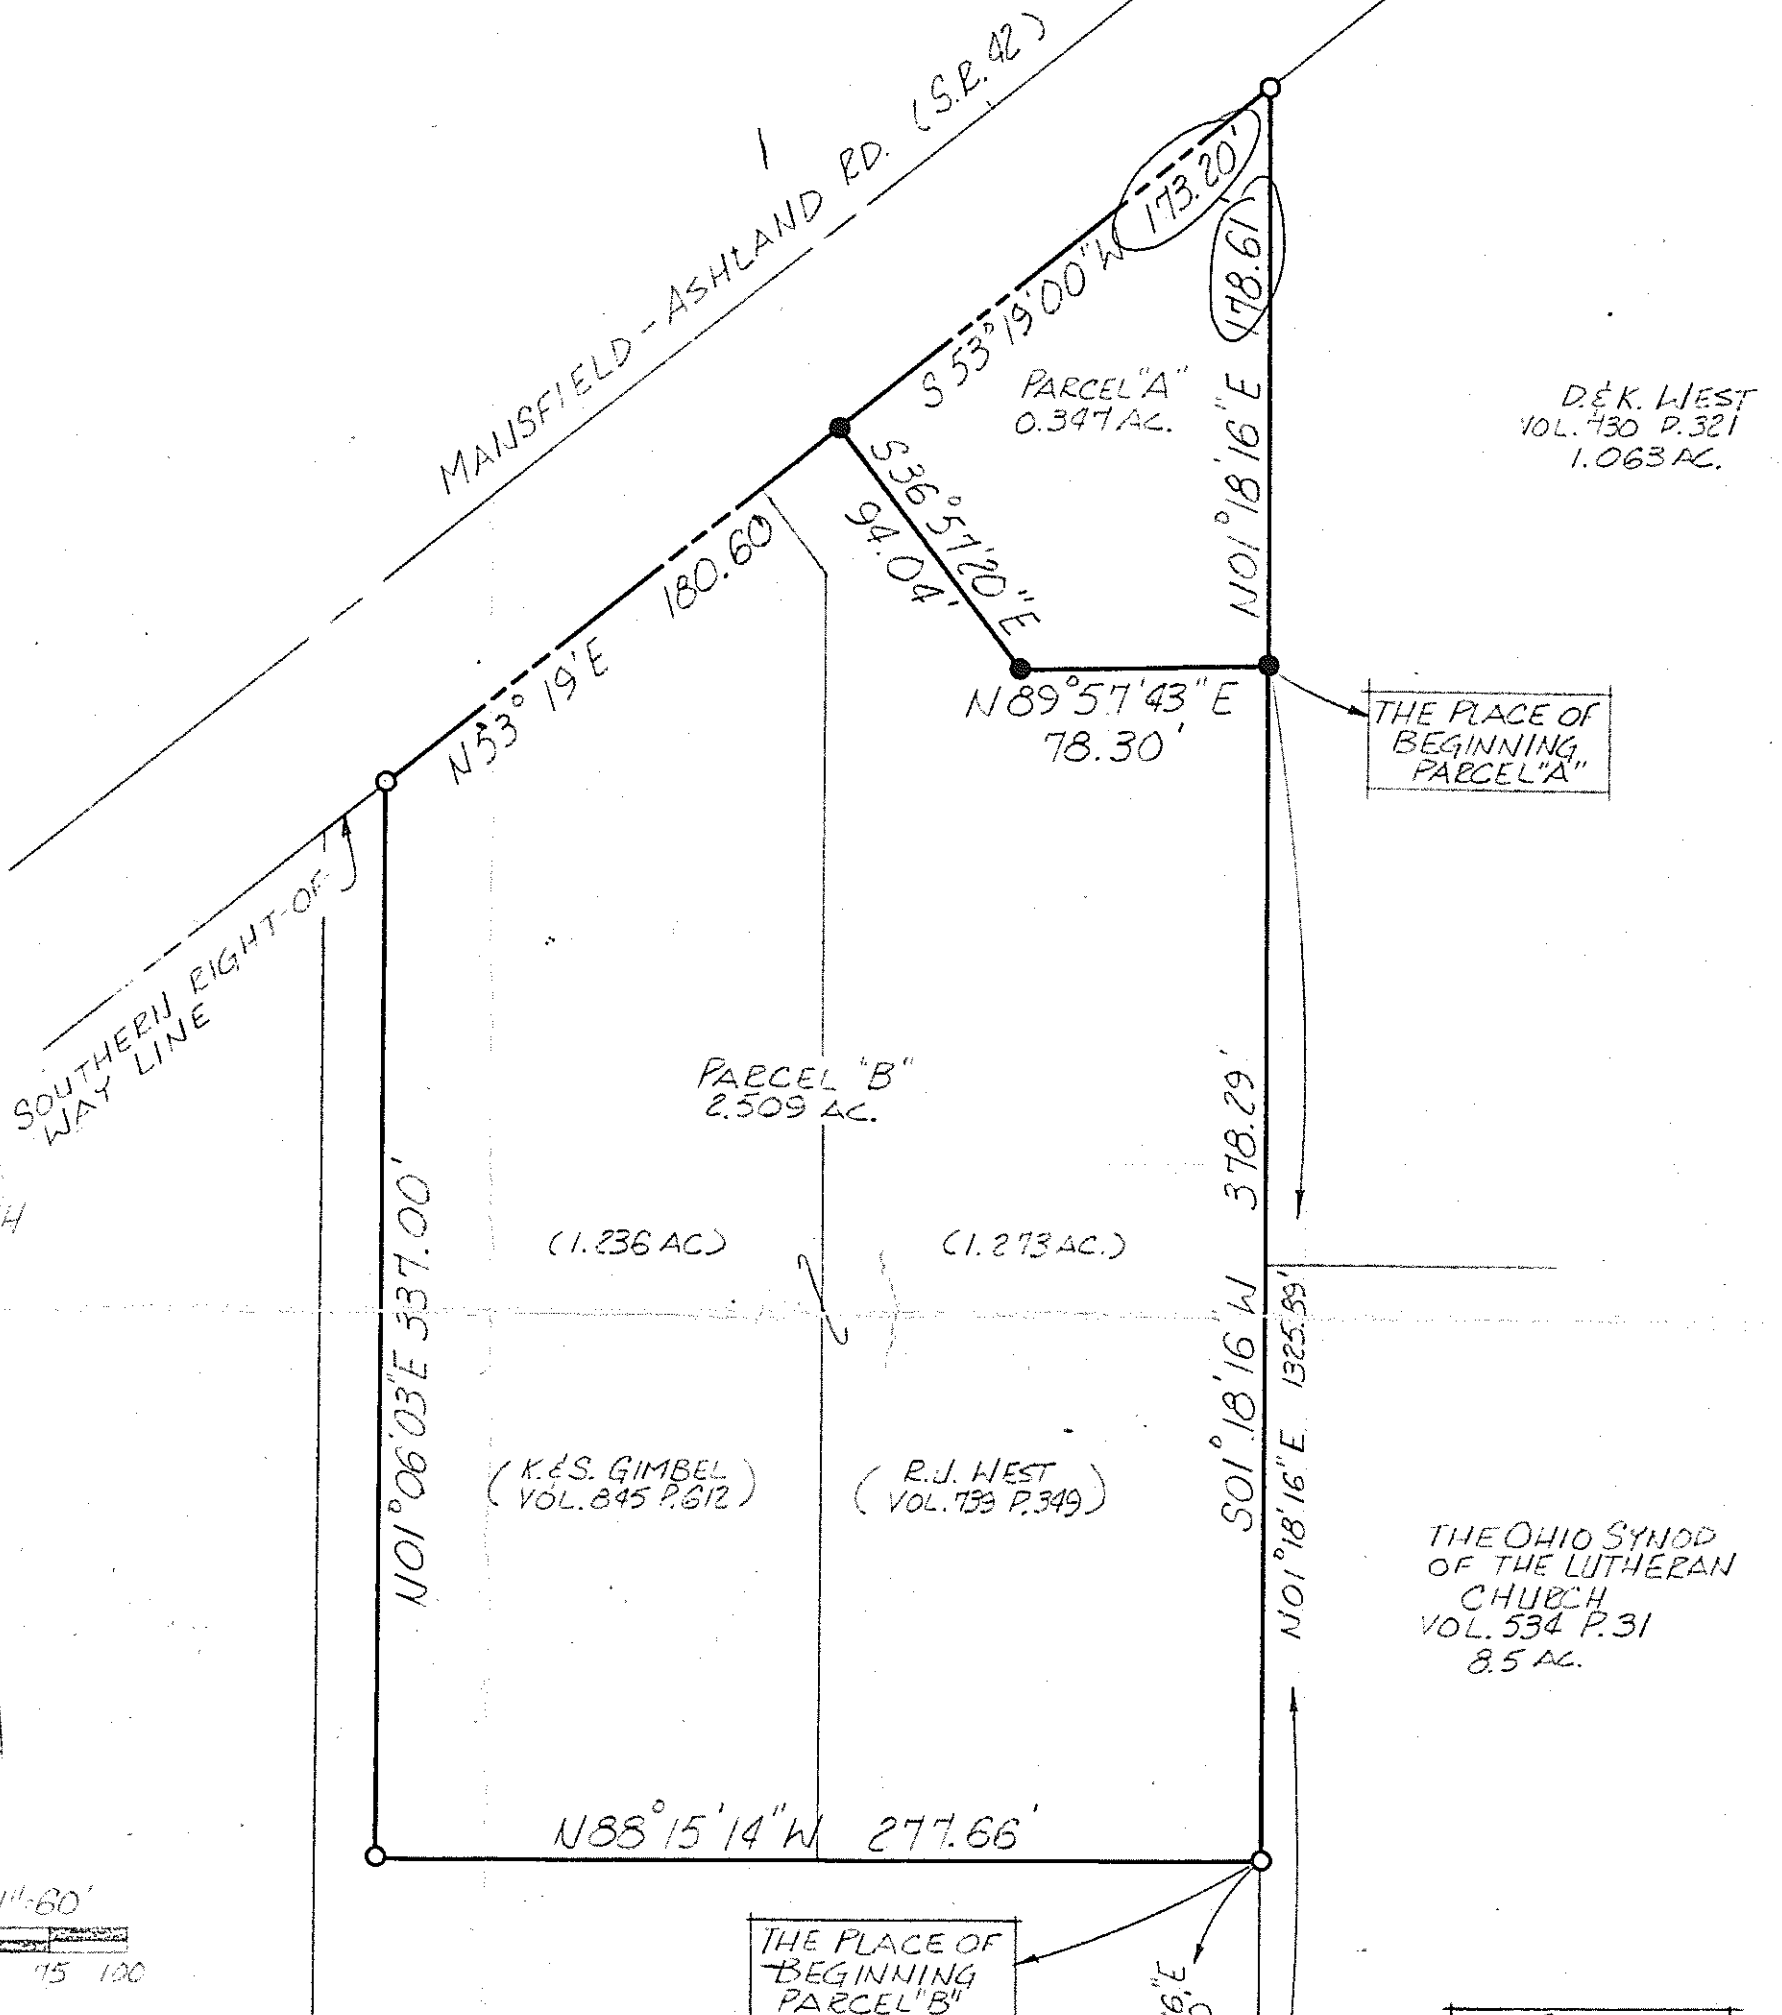 MANSFIELD - ASHLAND RD. (S.R. 42)
173.20'
178.61'
S 53° 19' 00" W
PARCEL "A"
0.347 AC.
N01° 18' 16" E
D. & K. WEST
VOL. 430 P. 321
1.063 AC.
S 36° 57' 20" E
94.04'
180.60'
N 53° 19' E
N 89° 57' 43" E
78.30'
THE PLACE OF
BEGINNING
PARCEL "A"
SOUTHERN RIGHT-OF-
WAY LINE
PARCEL "B"
2.509 AC.
378.29'
S01° 18' 16 W
N01° 06' 03" E 337.00'
(1.236 AC)
(1.273 AC.)
N01° 18' 16" E 1325.89'
(K. & S. GIMBEL
VOL. 845 P. 612)
(R.J. WEST
VOL. 739 P. 349)
THE OHIO SYNOD
OF THE LUTHERAN
CHURCH
VOL. 534 P. 31
8.5 AC.
N88° 15' 14" W 277.66'
1"=60'
75 100
THE PLACE OF
BEGINNING
PARCEL "B"
6" E